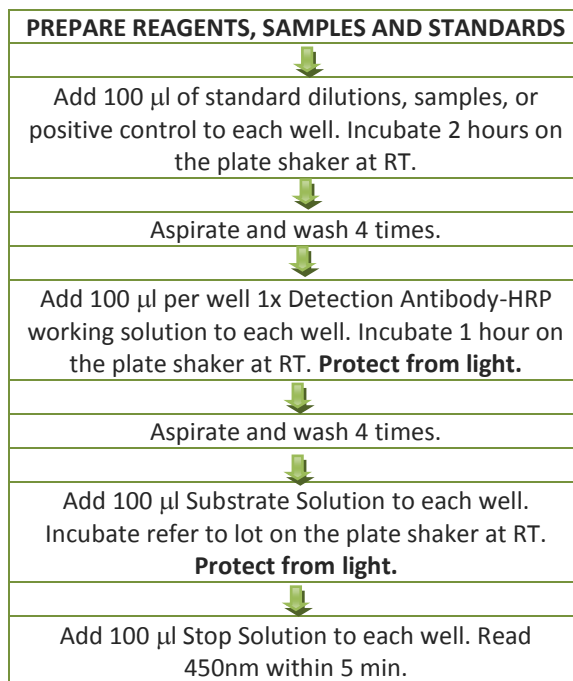 PREPARE REAGENTS, SAMPLES AND STANDARDS
Add 100 µl of standard dilutions, samples, or
positive control to each well. Incubate 2 hours on
the plate shaker at RT.
Aspirate and wash 4 times.
Add 100 µl per well 1x Detection Antibody-HRP
working solution to each well. Incubate 1 hour on
the plate shaker at RT. Protect from light.
Aspirate and wash 4 times.
Add 100 µl Substrate Solution to each well.
Incubate refer to lot on the plate shaker at RT.
Protect from light.
Add 100 µl Stop Solution to each well. Read
450nm within 5 min.